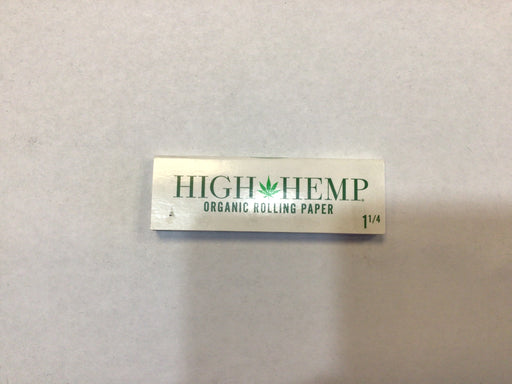 HIGH HEMP
ORGANIC ROLLING PAPER
1 1/4